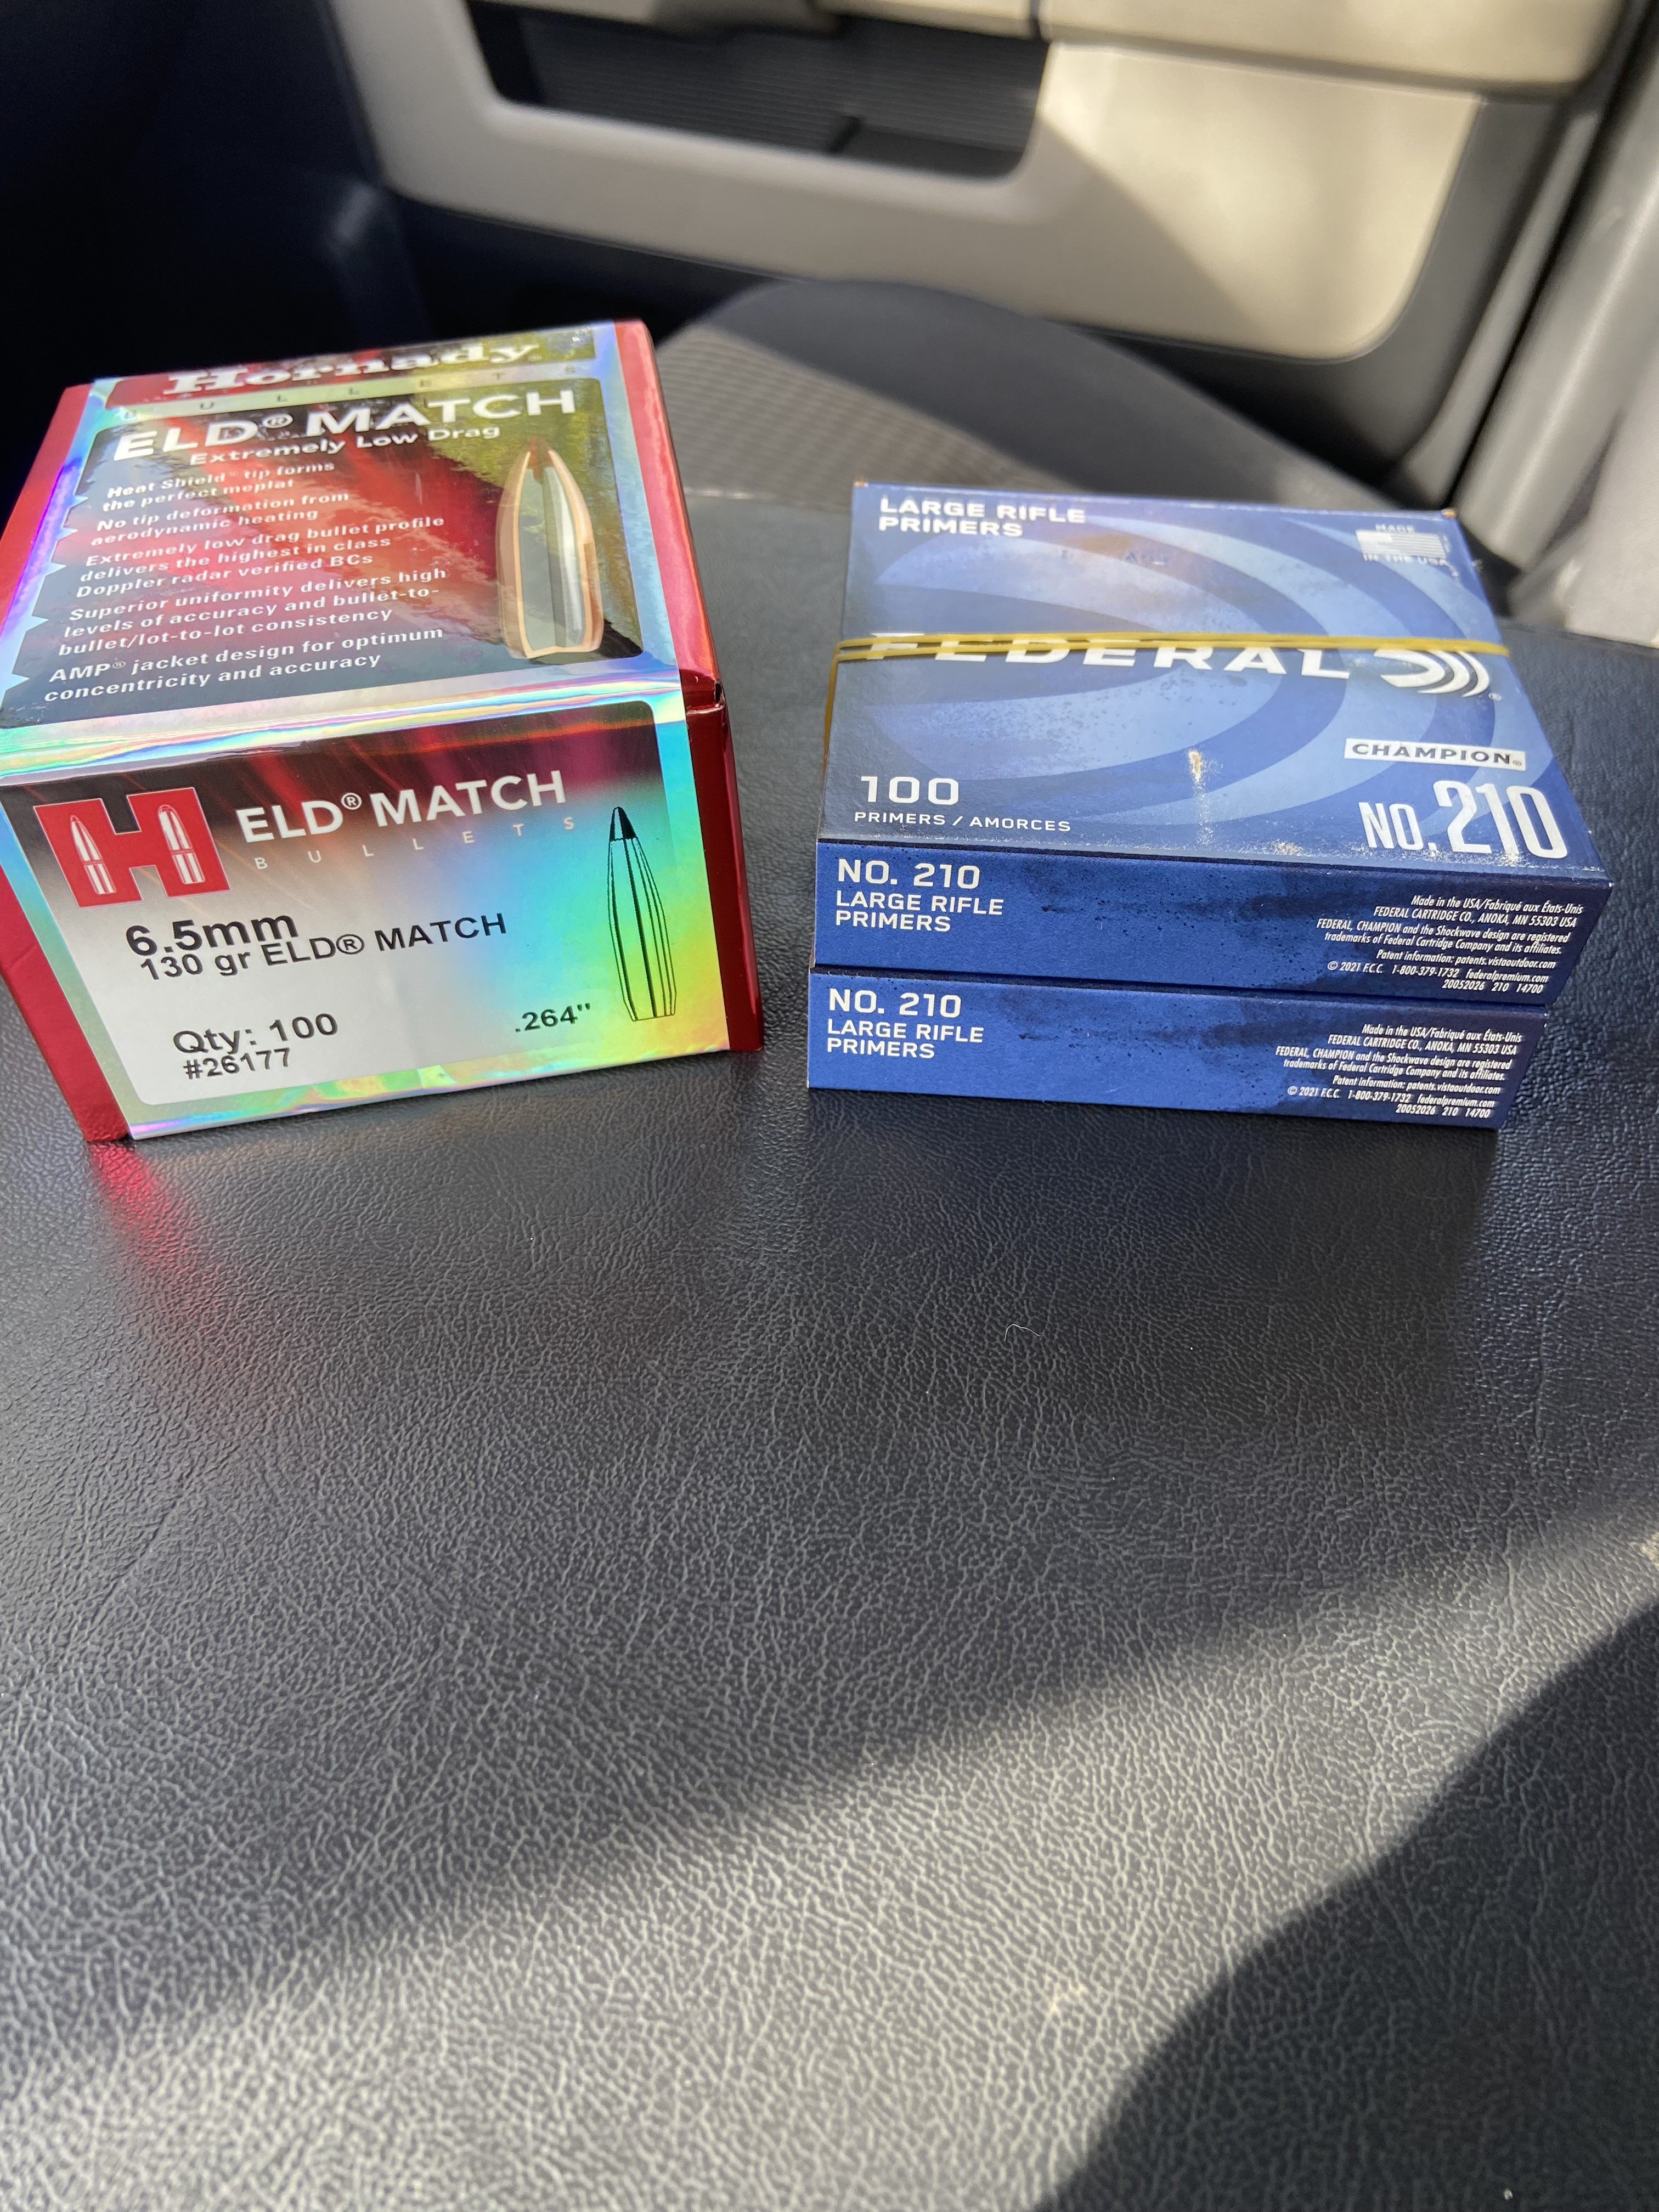 Hornady
BULLETS
ELD® MATCH
Extremely Low Drag
Heat Shield® tip forms
the perfect meplat
No tip deformation from
aerodynamic heating
Extremely low drag bullet profile
delivers the highest in class
Doppler radar verified BCs
Superior uniformity delivers high
levels of accuracy and bullet-to-
bullet/lot-to-lot consistency
AMP® jacket design for optimum
concentricity and accuracy
H
ELD® MATCH
BULLETS
6.5mm
130 gr ELD® MATCH
.264"
Qty: 100
#26177
LARGE RIFLE
PRIMERS
MADE
IN THE USA
FEDERAL
CHAMPION®
100
PRIMERS / AMORCES
NO. 210
NO. 210
LARGE RIFLE
PRIMERS
Made in the USA/Fabriqué aux États-Unis
FEDERAL CARTRIDGE CO., ANOKA, MN 55303 USA
FEDERAL, CHAMPION and the Shockwave design are registered
trademarks of Federal Cartridge Company and its affiliates.
Patent information: patents.vistaoutdoor.com
© 2021 F.C.C. 1-800-379-1732 federalpremium.com
20052026 210 14700
NO. 210
LARGE RIFLE
PRIMERS
Made in the USA/Fabriqué aux États-Unis
FEDERAL CARTRIDGE CO., ANOKA, MN 55303 USA
FEDERAL, CHAMPION and the Shockwave design are registered
trademarks of Federal Cartridge Company and its affiliates.
Patent information: patents.vistaoutdoor.com
© 2021 F.C.C. 1-800-379-1732 federalpremium.com
20052026 210 14700